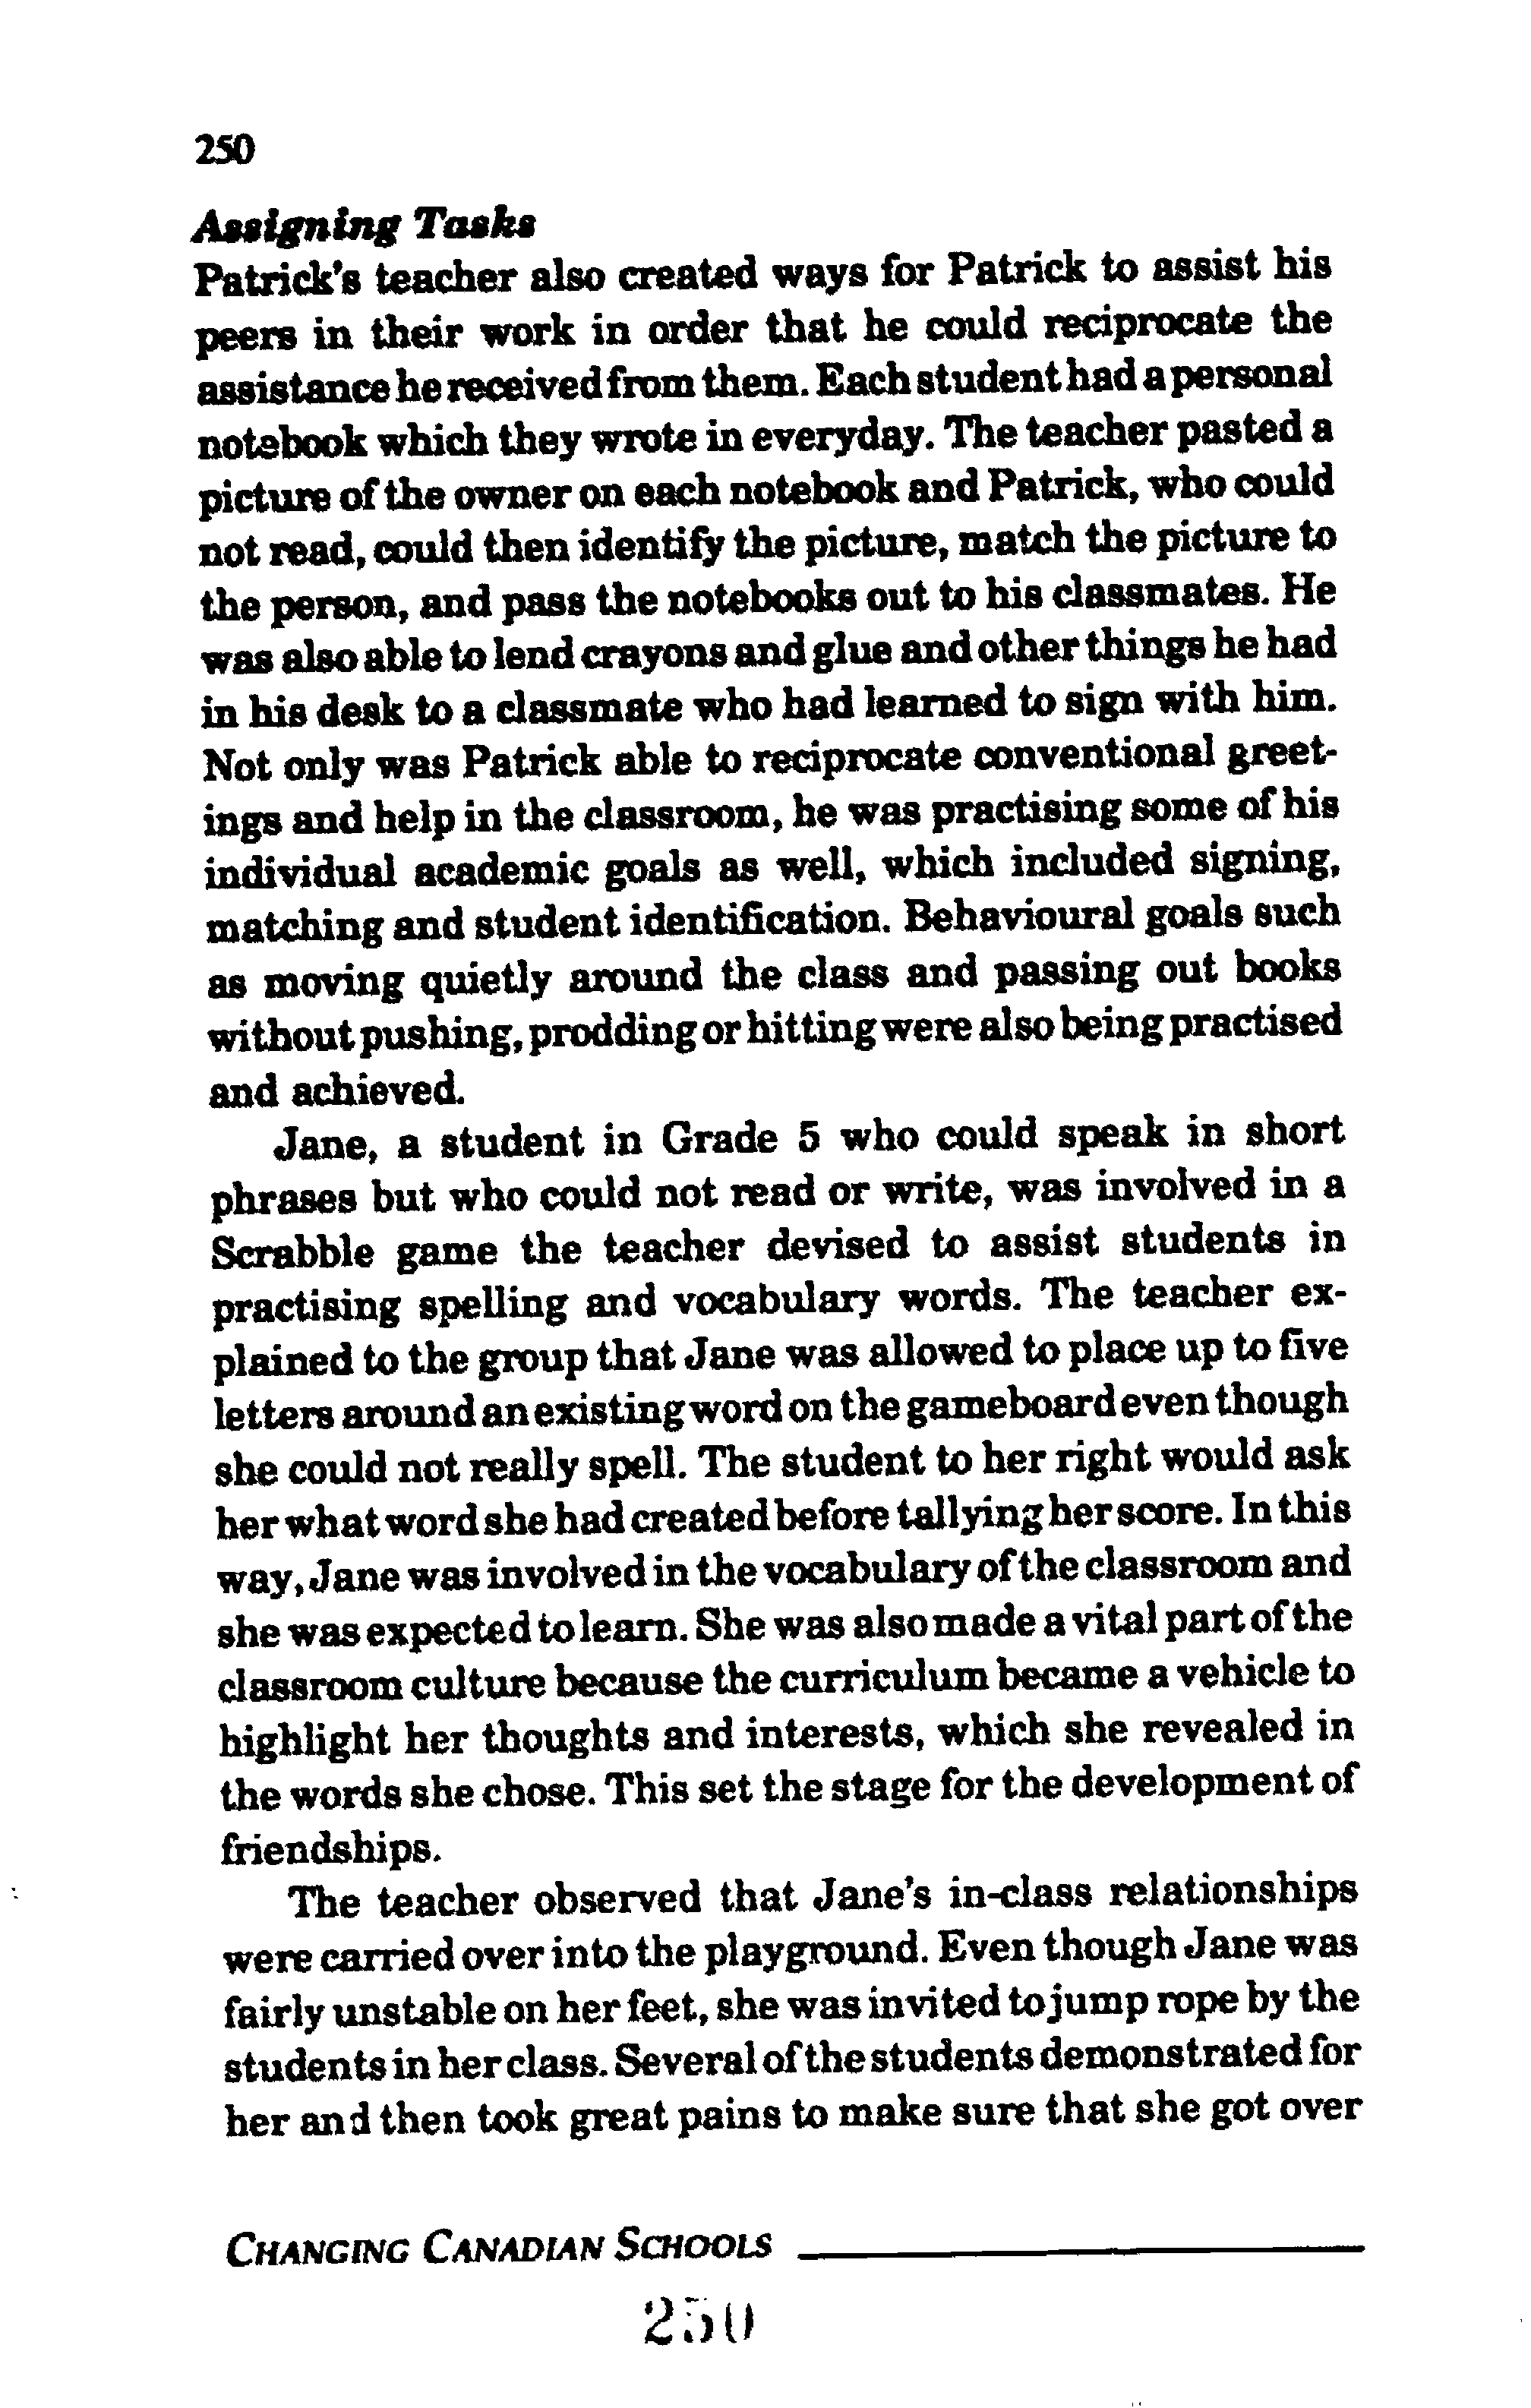 250
Assigning Tasks
Patrick's teacher also created ways for Patrick to assist his
peers in their work in order that he could reciprocate the
assistance he received from them. Each student had a personal
notebook which they wrote in everyday. The teacher pasted a
picture of the owner on each notebook and Patrick, who could
not read, could then identify the picture, match the picture to
the person, and pass the notebooks out to his classmates. He
was also able to lend crayons and glue and other things he had
in his desk to a classmate who had learned to sign with him.
Not only was Patrick able to reciprocate conventional greet-
ings and help in the classroom, he was practising some of his
individual academic goals as well, which included signing,
matching and student identification. Behavioural goals such
as moving quietly around the class and passing out books
without pushing, prodding or hitting were also being practised
and achieved.
Jane, a student in Grade 5 who could speak in short
phrases but who could not read or write, was involved in a
Scrabble game the teacher devised to assist students in
practising spelling and vocabulary words. The teacher ex-
plained to the group that Jane was allowed to place up to five
letters around an existing word on the gameboard even though
she could not really spell. The student to her right would ask
her what word she had created before tallying her score. In this
way, Jane was involved in the vocabulary of the classroom and
she was expected to learn. She was also made a vital part of the
classroom culture because the curriculum became a vehicle to
highlight her thoughts and interests, which she revealed in
the words she chose. This set the stage for the development of
friendships.
The teacher observed that Jane's in-class relationships
were carried over into the playground. Even though Jane was
fairly unstable on her feet, she was invited to jump rope by the
students in her class. Several of the students demonstrated for
her and then took great pains to make sure that she got over
CHANGING CANADIAN SCHOOLS
250